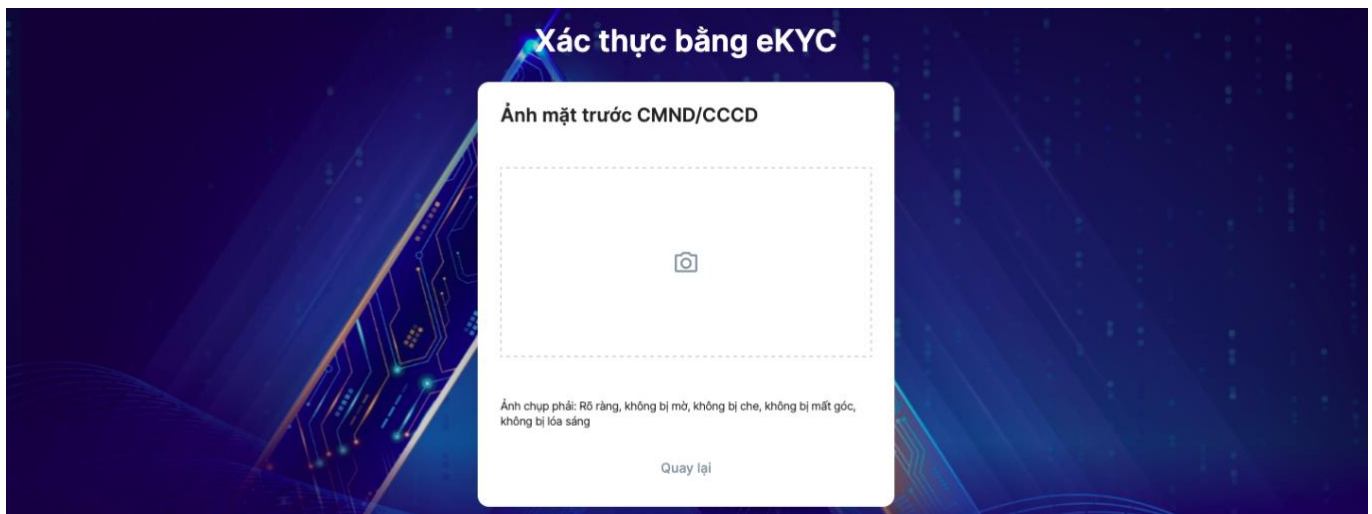 Xác thực bằng eKYC
Ảnh mặt trước CMND/CCCD
Ảnh chụp phải: Rõ ràng, không bị mờ, không bị che, không bị mất góc,
không bị lóa sáng
Quay lại